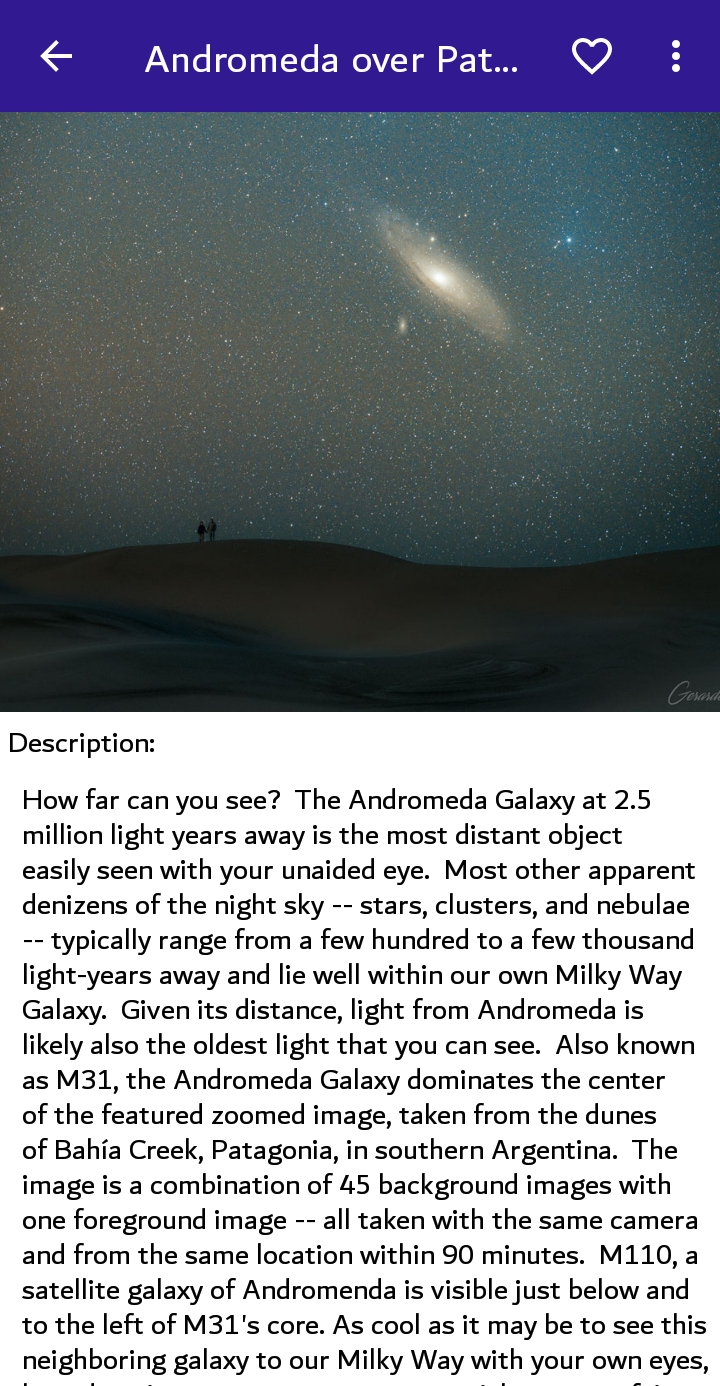 Andromeda over Pat...
Description:
How far can you see?  The Andromeda Galaxy at 2.5
million light years away is the most distant object
easily seen with your unaided eye.  Most other apparent
denizens of the night sky -- stars, clusters, and nebulae
-- typically range from a few hundred to a few thousand
light-years away and lie well within our own Milky Way
Galaxy.  Given its distance, light from Andromeda is
likely also the oldest light that you can see.  Also known
as M31, the Andromeda Galaxy dominates the center
of the featured zoomed image, taken from the dunes
of Bahía Creek, Patagonia, in southern Argentina.  The
image is a combination of 45 background images with
one foreground image -- all taken with the same camera
and from the same location within 90 minutes.  M110, a
satellite galaxy of Andromenda is visible just below and
to the left of M31's core. As cool as it may be to see this
neighboring galaxy to our Milky Way with your own eyes,